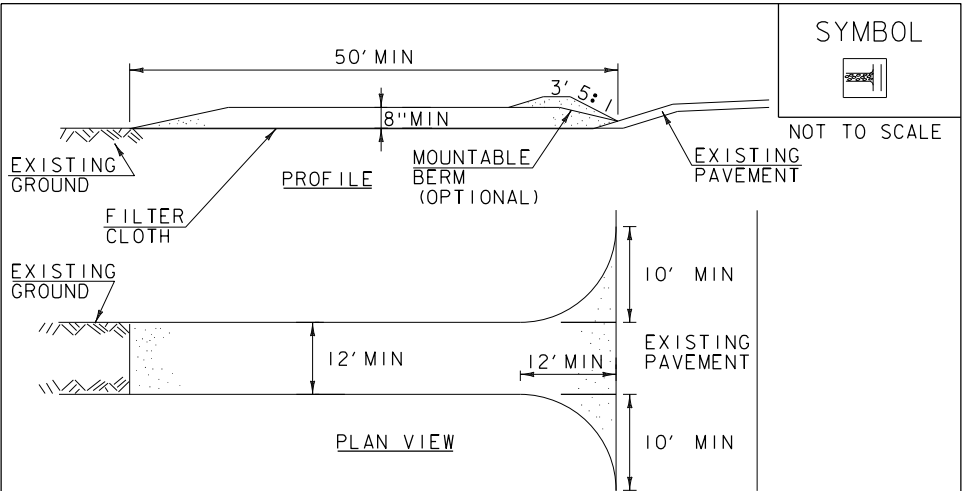 SYMBOL
NOT TO SCALE
50' MIN
3'
5:1
8" MIN
EXISTING
GROUND
PROFILE
MOUNTABLE
BERM
(OPTIONAL)
EXISTING
PAVEMENT
FILTER
CLOTH
EXISTING
GROUND
10' MIN
12' MIN
12' MIN
EXISTING
PAVEMENT
PLAN VIEW
10' MIN